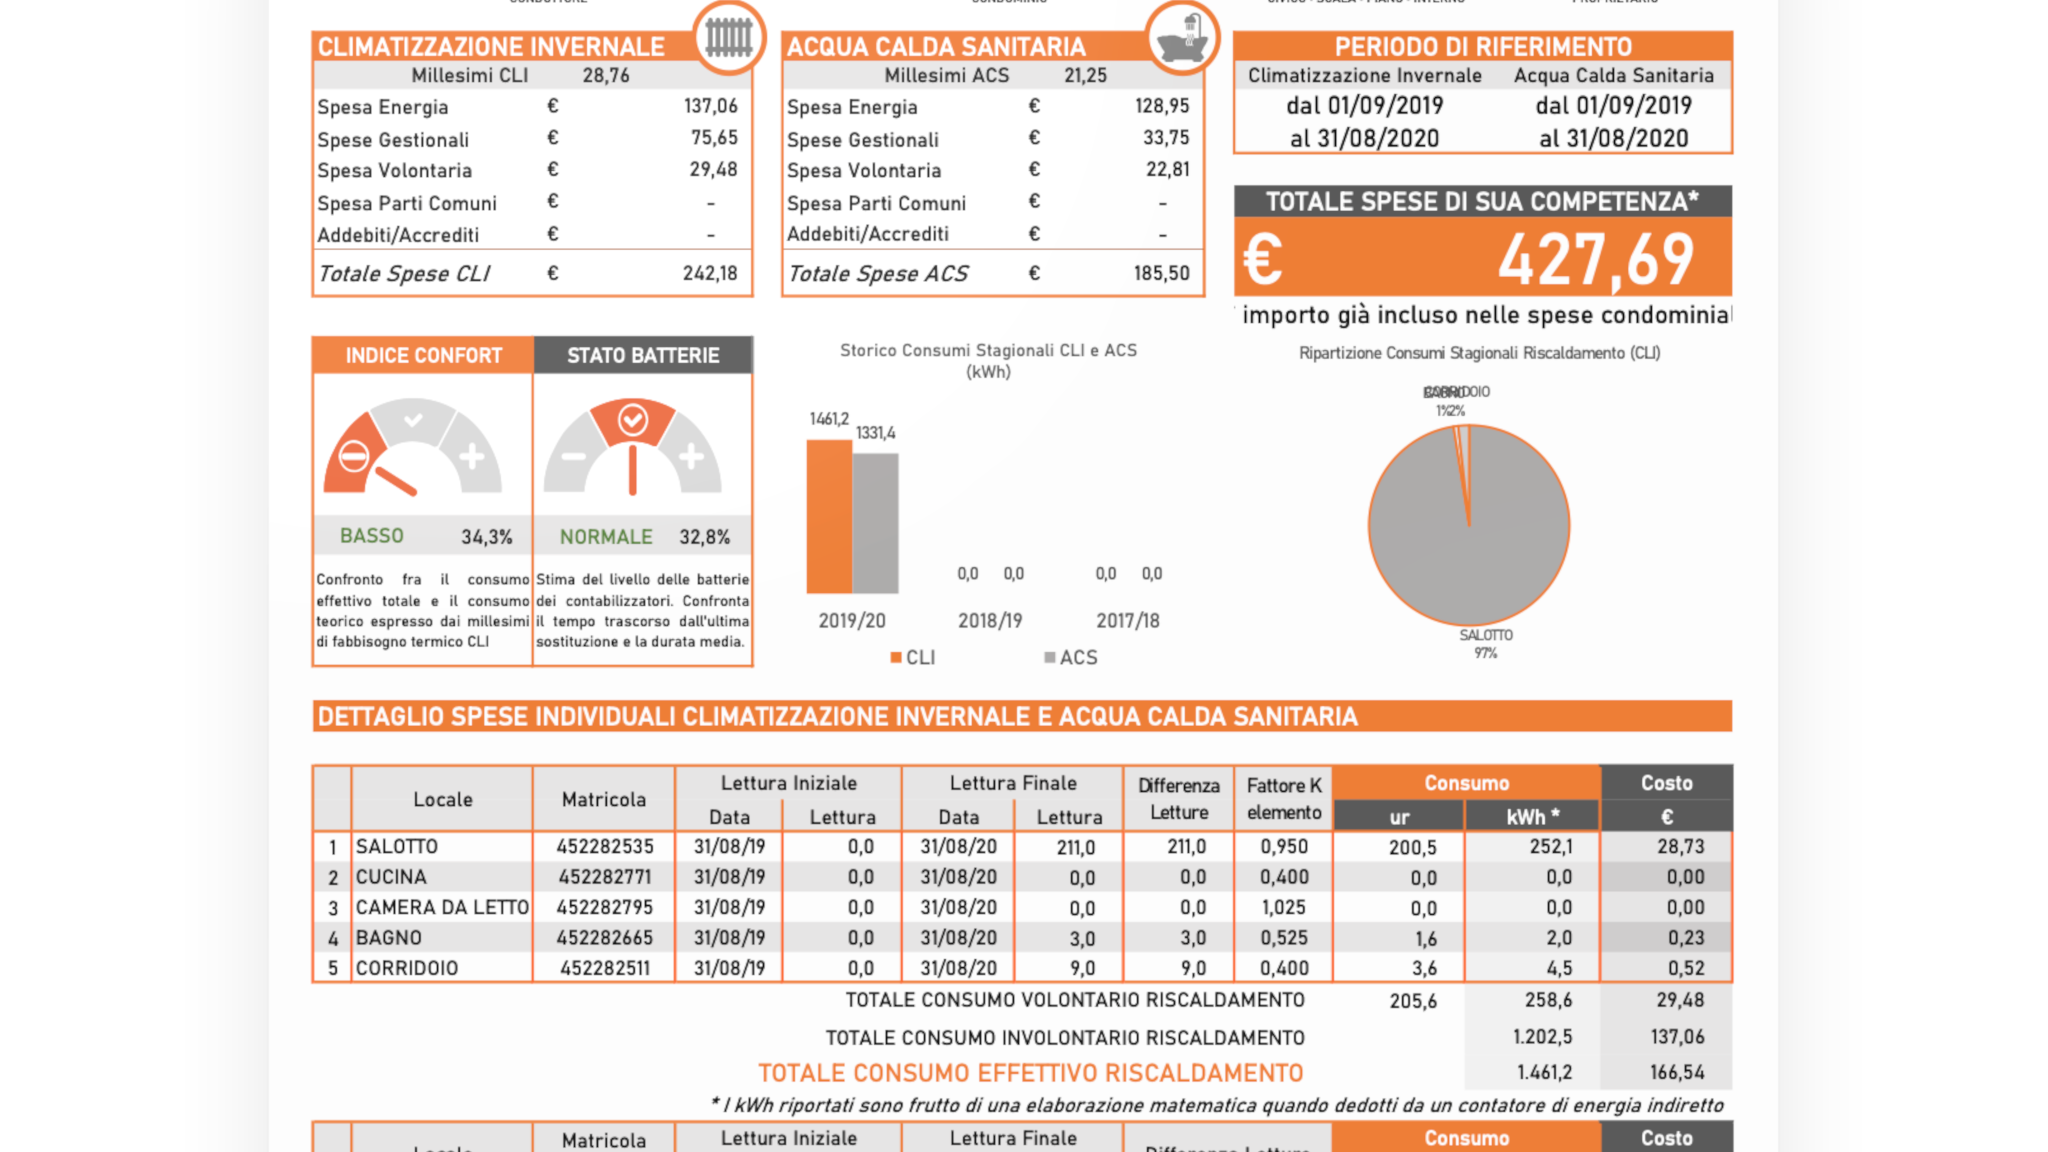 CLIMATIZZAZIONE INVERNALE
Millesimi CLI 28,76
Spesa Energia € 137,06
Spese Gestionali € 75,65
Spesa Volontaria € 29,48
Spesa Parti Comuni € -
Addebiti/Accrediti € -
Totale Spese CLI € 242,18
ACQUA CALDA SANITARIA
Millesimi ACS 21,25
Spesa Energia € 128,95
Spese Gestionali € 33,75
Spesa Volontaria € 22,81
Spesa Parti Comuni € -
Addebiti/Accrediti € -
Totale Spese ACS € 185,50
PERIODO DI RIFERIMENTO
Climatizzazione Invernale Acqua Calda Sanitaria
dal 01/09/2019 dal 01/09/2019
al 31/08/2020 al 31/08/2020
TOTALE SPESE DI SUA COMPETENZA*
€ 427,69
importo già incluso nelle spese condominial
INDICE CONFORT STATO BATTERIE
BASSO 34,3% NORMALE 32,8%
Confronto fra il consumo
effettivo totale e il consumo
teorico espresso dai millesimi
di fabbisogno termico CLI
Stima del livello delle batterie
dei contabilizzatori. Confronta
il tempo trascorso dall'ultima
sostituzione e la durata media.
Storico Consumi Stagionali CLI e ACS
(kWh)
1461,2
1331,4
0,0 0,0 0,0 0,0
2019/20 2018/19 2017/18
CLI ACS
Ripartizione Consumi Stagionali Riscaldamento (CLI)
CORRIDOIO
1% 2%
SALOTTO
97%
DETTAGLIO SPESE INDIVIDUALI CLIMATIZZAZIONE INVERNALE E ACQUA CALDA SANITARIA
Locale Matricola Lettura Iniziale Lettura Finale Differenza Letture Fattore K elemento Consumo Costo
Data Lettura Data Lettura ur kWh * €
1 SALOTTO 452282535 31/08/19 0,0 31/08/20 211,0 211,0 0,950 200,5 252,1 28,73
2 CUCINA 452282771 31/08/19 0,0 31/08/20 0,0 0,0 0,400 0,0 0,0 0,00
3 CAMERA DA LETTO 452282795 31/08/19 0,0 31/08/20 0,0 0,0 1,025 0,0 0,0 0,00
4 BAGNO 452282665 31/08/19 0,0 31/08/20 3,0 3,0 0,525 1,6 2,0 0,23
5 CORRIDOIO 452282511 31/08/19 0,0 31/08/20 9,0 9,0 0,400 3,6 4,5 0,52
TOTALE CONSUMO VOLONTARIO RISCALDAMENTO 205,6 258,6 29,48
TOTALE CONSUMO INVOLONTARIO RISCALDAMENTO 1.202,5 137,06
TOTALE CONSUMO EFFETTIVO RISCALDAMENTO 1.461,2 166,54
* I kWh riportati sono frutto di una elaborazione matematica quando dedotti da un contatore di energia indiretto
Matricola Lettura Iniziale Lettura Finale Consumo Costo